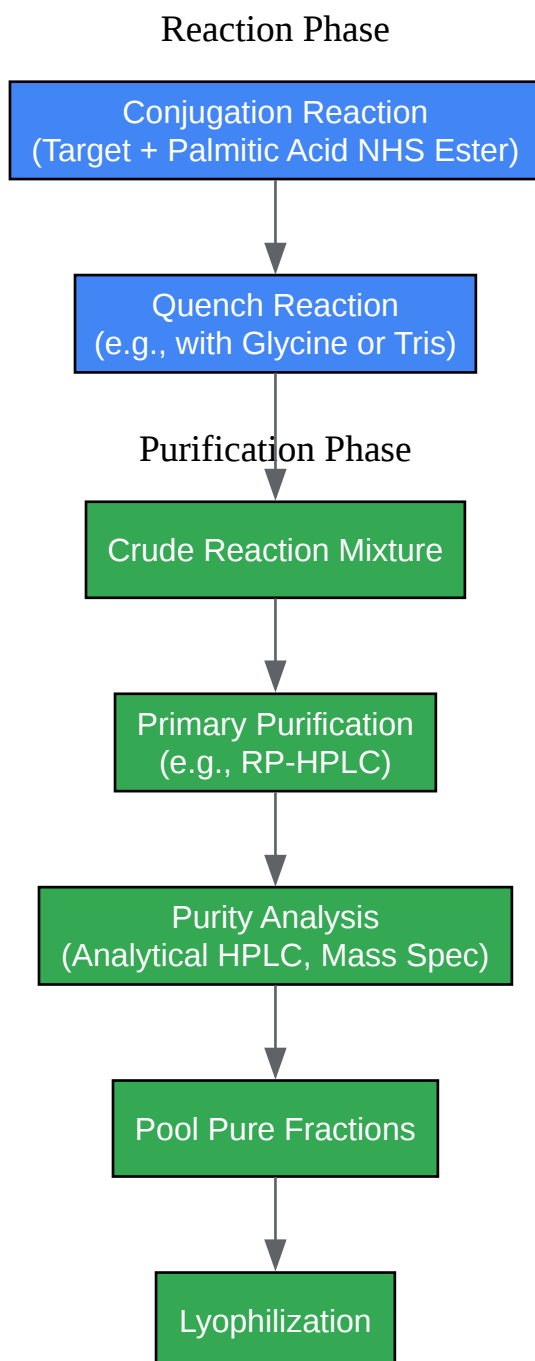 Reaction Phase
Conjugation Reaction
(Target + Palmitic Acid NHS Ester)
Quench Reaction
(e.g., with Glycine or Tris)
Purification Phase
Crude Reaction Mixture
Primary Purification
(e.g., RP-HPLC)
Purity Analysis
(Analytical HPLC, Mass Spec)
Pool Pure Fractions
Lyophilization